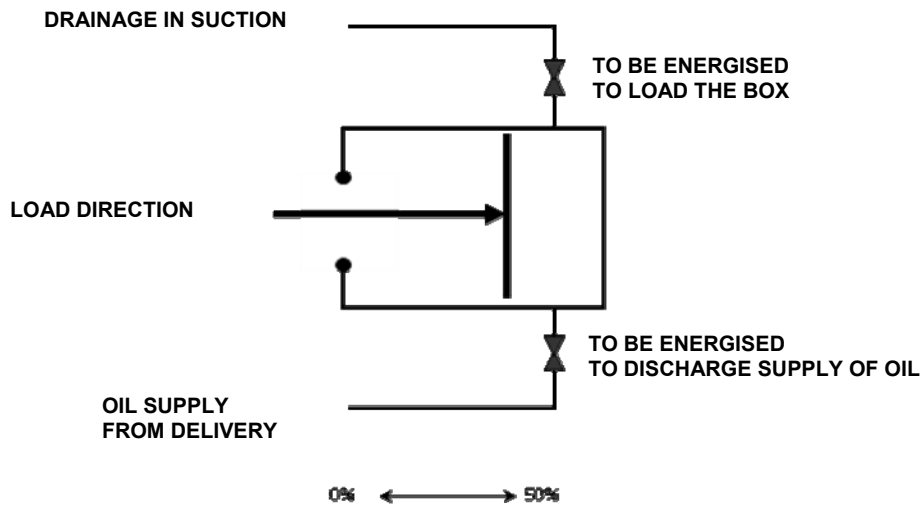 DRAINAGE IN SUCTION
TO BE ENERGISED
TO LOAD THE BOX
LOAD DIRECTION
TO BE ENERGISED
TO DISCHARGE SUPPLY OF OIL
OIL SUPPLY
FROM DELIVERY
0% 50%